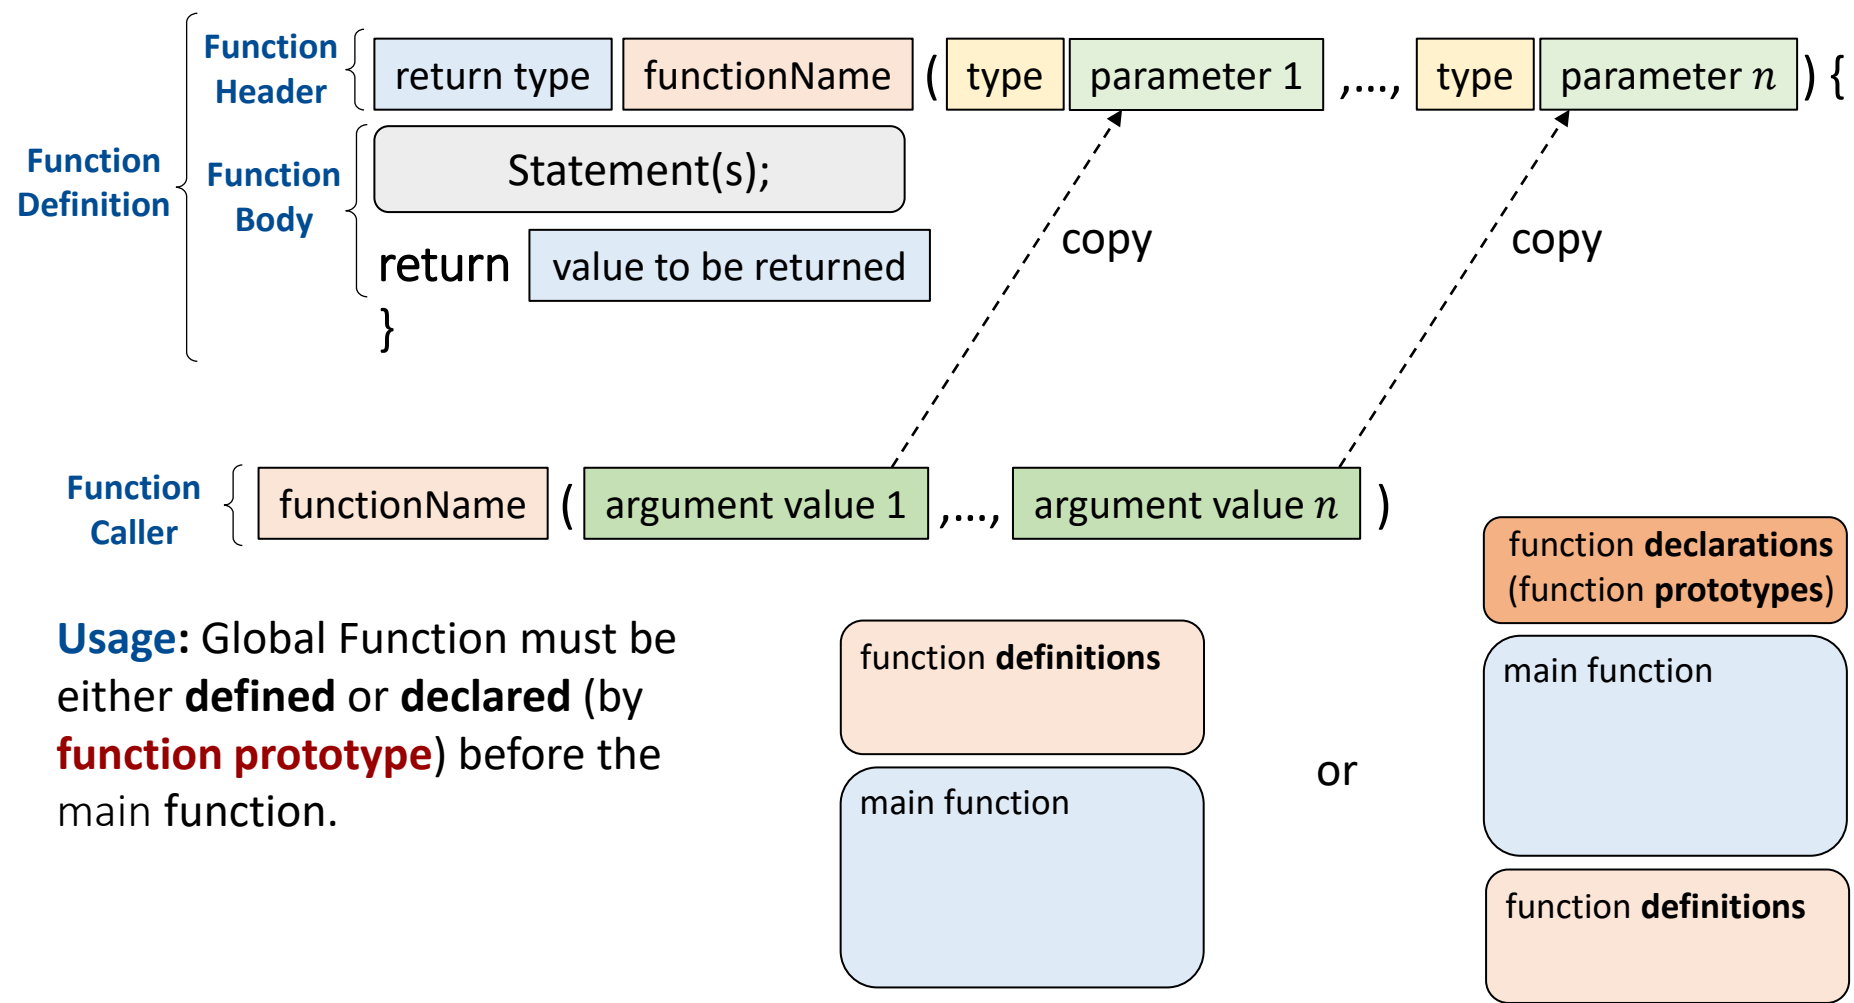 Function
Header
return type functionName ( type parameter 1 ,…, type parameter n ) {
Function
Definition
Function
Body
Statement(s);
return value to be returned
}
copy
copy
Function
Caller
functionName ( argument value 1 ,…, argument value n )
Usage: Global Function must be
either defined or declared (by
function prototype) before the
main function.
function definitions
main function
or
function declarations
(function prototypes)
main function
function definitions